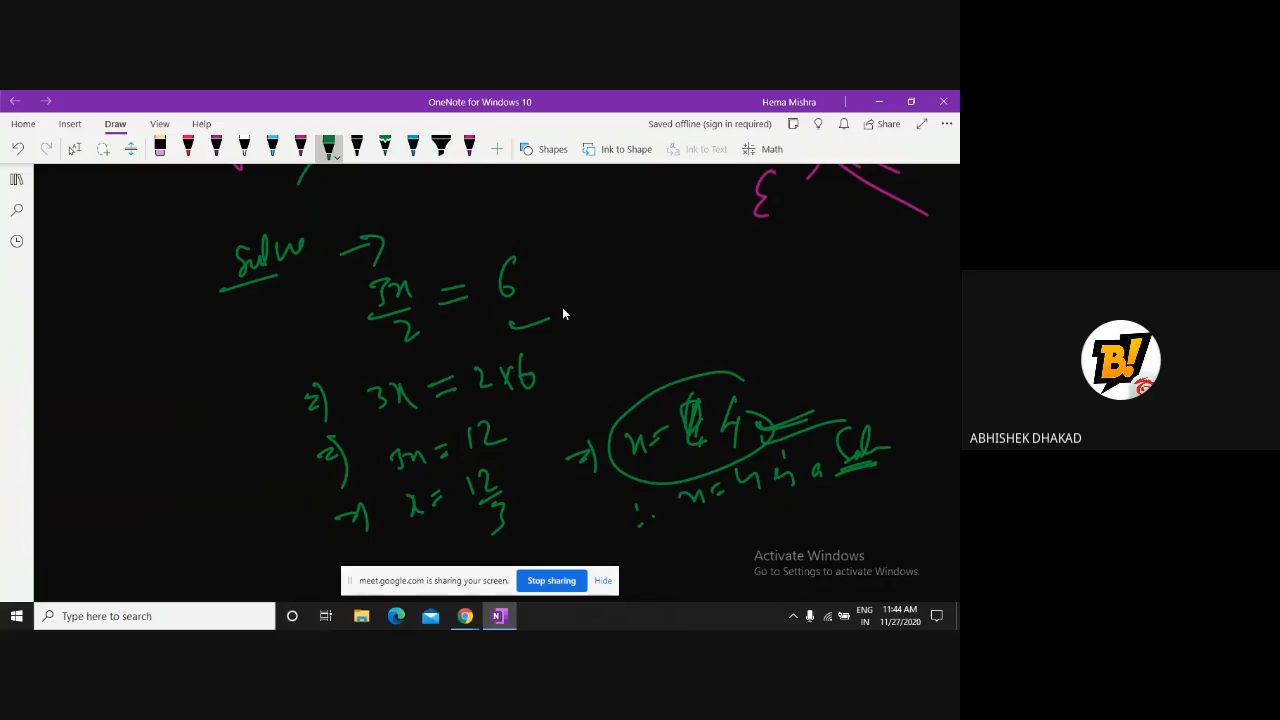 OneNote for Windows 10
Hema Mishra
Home Insert Draw View Help
Saved offline (sign in required)
Share
Shapes
Ink to Shape
Ink to Text
Math
Solve →
3x/2 = 6
⇒) 3x = 2×6
⇒) 3x = 12
⇒) x = 12/3
⇒) x = 4
∴ x = 4 is a Soln
B!
ABHISHEK DHAKAD
Activate Windows
Go to Settings to activate Windows.
meet.google.com is sharing your screen.
Stop sharing
Hide
Type here to search
N
ENG
IN
11:44 AM
11/27/2020